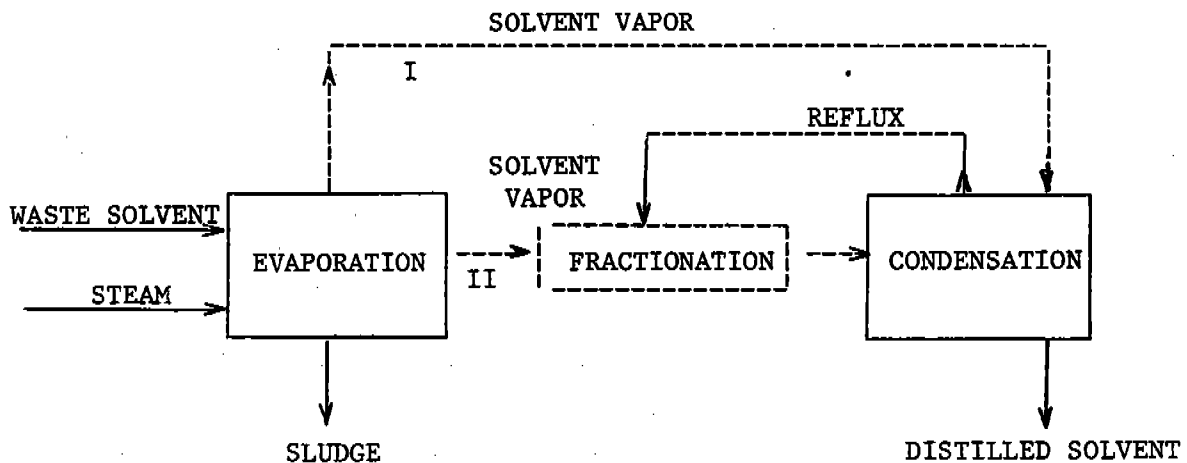 SOLVENT VAPOR
I
REFLUX
SOLVENT
VAPOR
WASTE SOLVENT
EVAPORATION
II
FRACTIONATION
CONDENSATION
STEAM
SLUDGE
DISTILLED SOLVENT